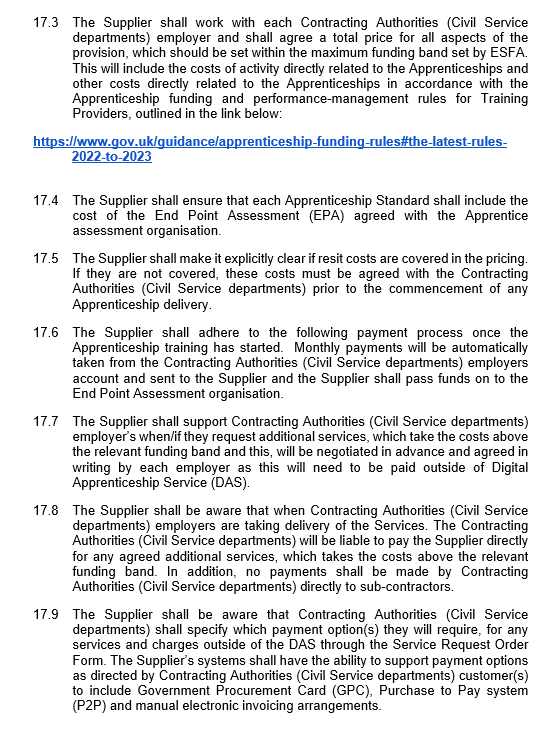 17.3 The Supplier shall work with each Contracting Authorities (Civil Service
departments) employer and shall agree a total price for all aspects of the
provision, which should be set within the maximum funding band set by ESFA.
This will include the costs of activity directly related to the Apprenticeships and
other costs directly related to the Apprenticeships in accordance with the
Apprenticeship funding and performance-management rules for Training
Providers, outlined in the link below:
https://www.gov.uk/guidance/apprenticeship-funding-rules#the-latest-rules-
2022-to-2023
17.4 The Supplier shall ensure that each Apprenticeship Standard shall include the
cost of the End Point Assessment (EPA) agreed with the Apprentice
assessment organisation.
17.5 The Supplier shall make it explicitly clear if resit costs are covered in the pricing.
If they are not covered, these costs must be agreed with the Contracting
Authorities (Civil Service departments) prior to the commencement of any
Apprenticeship delivery.
17.6 The Supplier shall adhere to the following payment process once the
Apprenticeship training has started. Monthly payments will be automatically
taken from the Contracting Authorities (Civil Service departments) employers
account and sent to the Supplier and the Supplier shall pass funds on to the
End Point Assessment organisation.
17.7 The Supplier shall support Contracting Authorities (Civil Service departments)
employer's when/if they request additional services, which take the costs above
the relevant funding band and this, will be negotiated in advance and agreed in
writing by each employer as this will need to be paid outside of Digital
Apprenticeship Service (DAS).
17.8 The Supplier shall be aware that when Contracting Authorities (Civil Service
departments) employers are taking delivery of the Services. The Contracting
Authorities (Civil Service departments) will be liable to pay the Supplier directly
for any agreed additional services, which takes the costs above the relevant
funding band. In addition, no payments shall be made by Contracting
Authorities (Civil Service departments) directly to sub-contractors.
17.9 The Supplier shall be aware that Contracting Authorities (Civil Service
departments) shall specify which payment option(s) they will require, for any
services and charges outside of the DAS through the Service Request Order
Form. The Supplier's systems shall have the ability to support payment options
as directed by Contracting Authorities (Civil Service departments) customer(s)
to include Government Procurement Card (GPC), Purchase to Pay system
(P2P) and manual electronic invoicing arrangements.